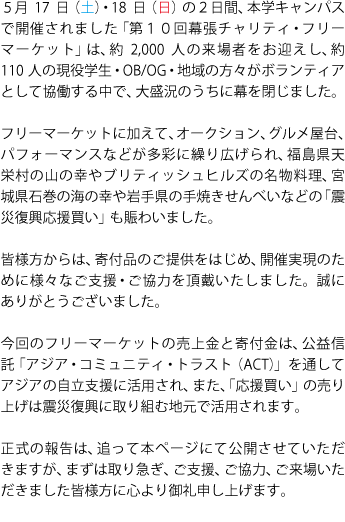 ５月 17 日（土）・18 日（日）の２日間、本学キャンパス
で開催されました「第１０回幕張チャリティ・フリー
マーケット」は、約 2,000 人の来場者をお迎えし、約
110 人の現役学生・OB/OG・地域の方々がボランティア
として協働する中で、大盛況のうちに幕を閉じました。
フリーマーケットに加えて、オークション、グルメ屋台、
パフォーマンスなどが多彩に繰り広げられ、福島県天
栄村の山の幸やブリティッシュヒルズの名物料理、宮
城県石巻の海の幸や岩手県の手焼きせんべいなどの「震
災復興応援買い」も賑わいました。
皆様方からは、寄付品のご提供をはじめ、開催実現のた
めに様々なご支援・ご協力を頂戴いたしました。誠に
ありがとうございました。
今回のフリーマーケットの売上金と寄付金は、公益信
託「アジア・コミュニティ・トラスト（ACT）」を通して
アジアの自立支援に活用され、また、「応援買い」の売り
上げは震災復興に取り組む地元で活用されます。
正式の報告は、追って本ページにて公開させていただ
きますが、まずは取り急ぎ、ご支援、ご協力、ご来場いた
だきました皆様方に心より御礼申し上げます。